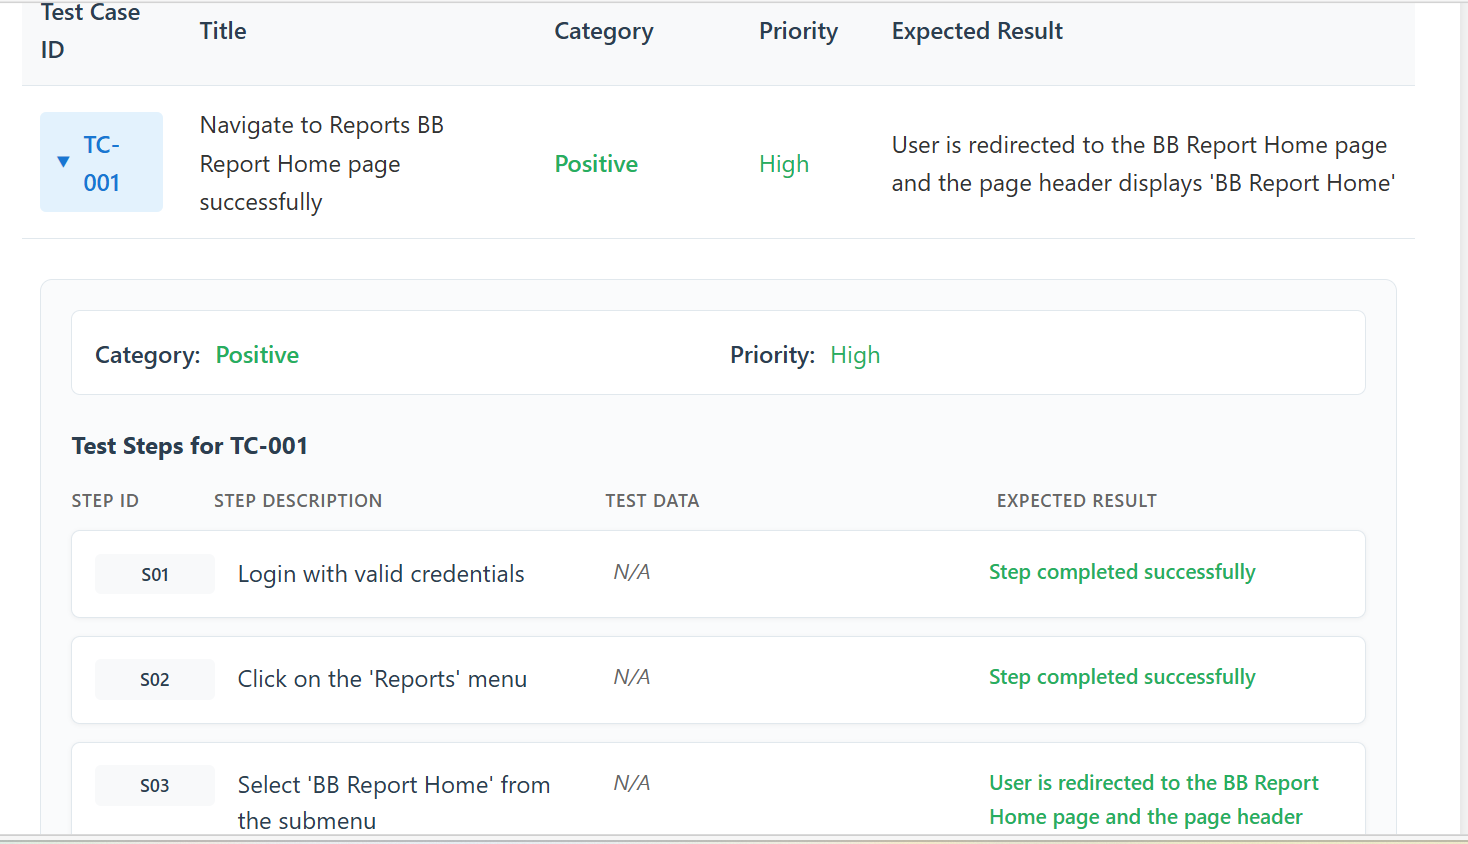 Test Case ID
Title
Category
Priority
Expected Result
▼ TC-001
Navigate to Reports BB
Report Home page
successfully
Positive
High
User is redirected to the BB Report Home page
and the page header displays 'BB Report Home'
Category: Positive
Priority: High
Test Steps for TC-001
STEP ID
STEP DESCRIPTION
TEST DATA
EXPECTED RESULT
S01
Login with valid credentials
N/A
Step completed successfully
S02
Click on the 'Reports' menu
N/A
Step completed successfully
S03
Select 'BB Report Home' from
the submenu
N/A
User is redirected to the BB Report
Home page and the page header